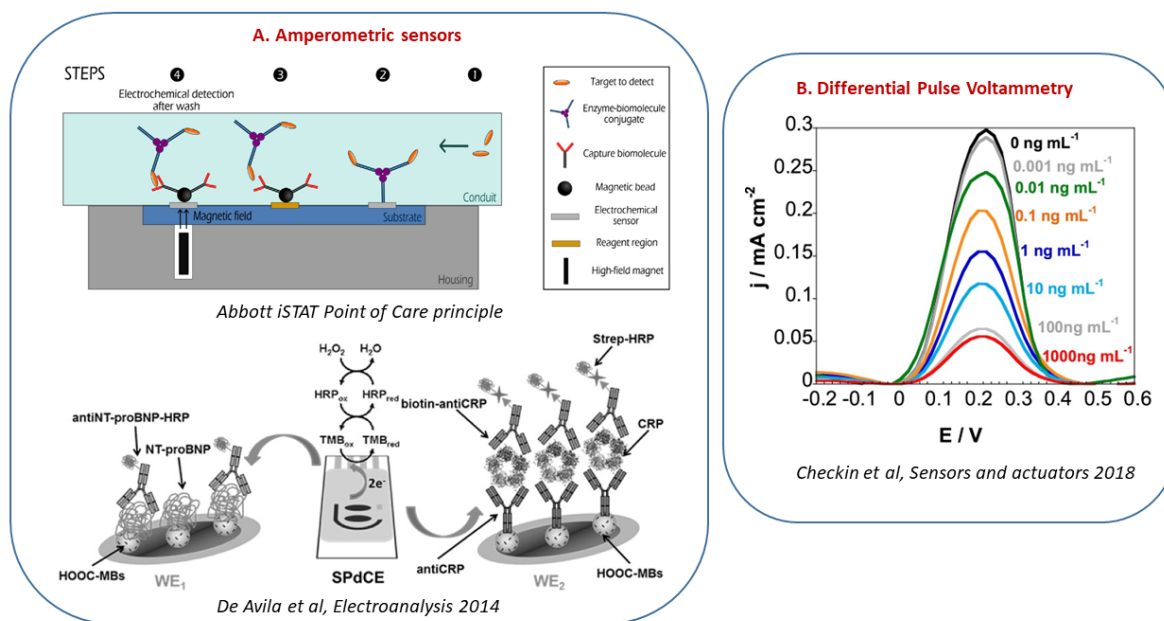 A. Amperometric sensors
STEPS
4
3
2
1
Electrochemical detection
after wash
Conduit
Magnetic field
Substrate
Housing
Target to detect
Enzyme-biomolecule
conjugate
Capture biomolecule
Magnetic bead
Electrochemical
sensor
Reagent region
High-field magnet
Abbott iSTAT Point of Care principle
antiNT-proBNP-HRP
NT-proBNP
HOOC-MBs
WE1
H2O2
H2O
HRPox
HRPred
TMBox
TMBred
2e-
SPdCE
Strep-HRP
biotin-antiCRP
CRP
antiCRP
WE2
HOOC-MBs
De Avila et al, Electroanalysis 2014
B. Differential Pulse Voltammetry
j / mA cm-2
0.3
0.25
0.2
0.15
0.1
0.05
0
0 ng mL-1
0.001 ng mL-1
0.01 ng mL-1
0.1 ng mL-1
1 ng mL-1
10 ng mL-1
100ng mL-1
1000ng mL-1
-0.2 -0.1 0 0.1 0.2 0.3 0.4 0.5 0.6
E / V
Checkin et al, Sensors and actuators 2018